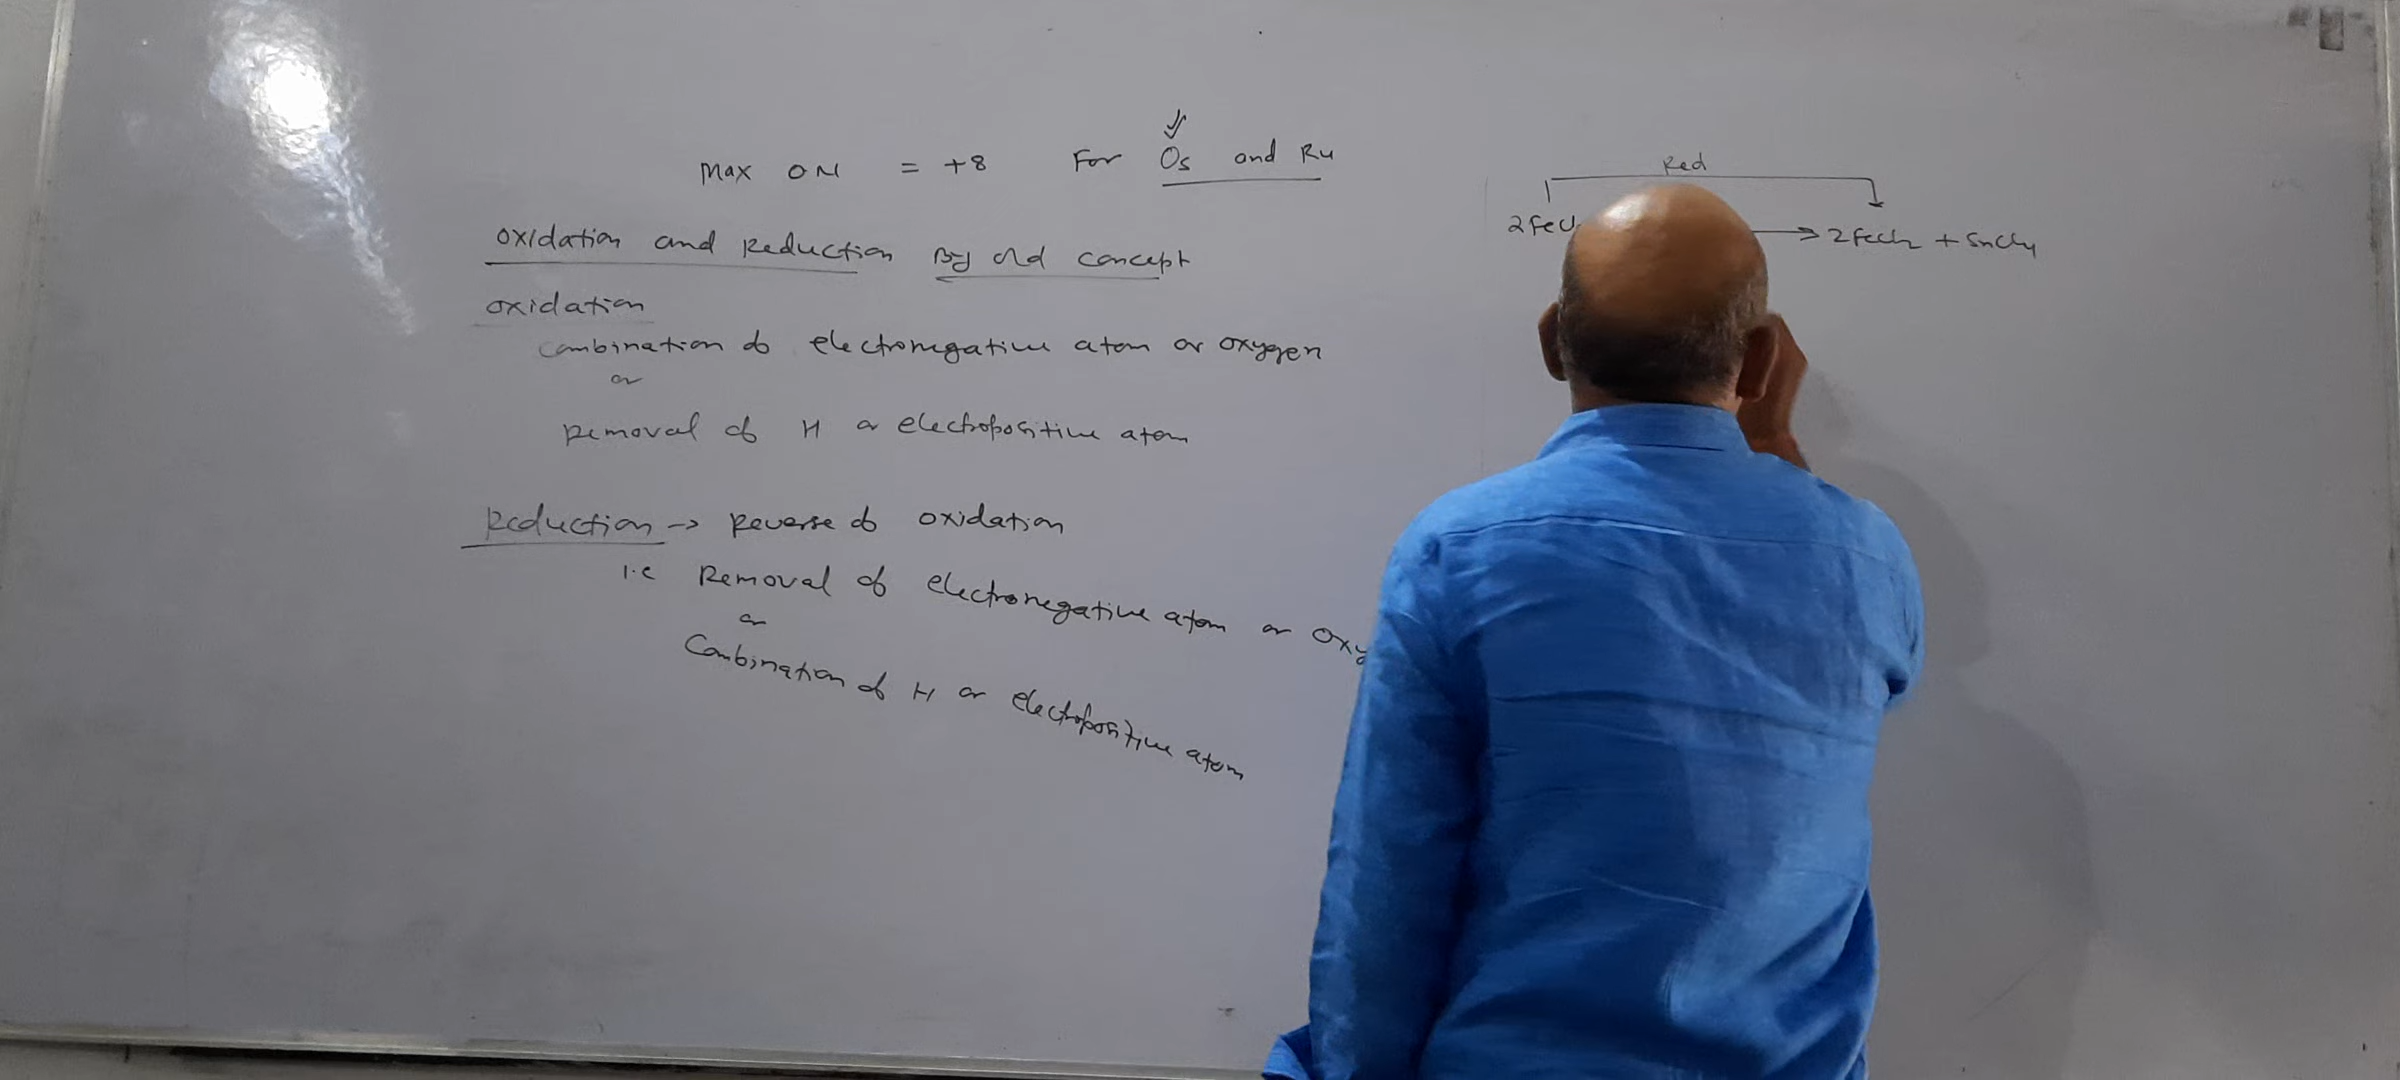 Max ON = +8 For Os and Ru
Oxidation and Reduction By old concept
Oxidation
Combination of electronegative atom or oxygen
or
Removal of H or electropositive atom
Reduction → Reverse of oxidation
i.e Removal of electronegative atom or oxy
or
Combination of H or electropositive atom
Red
2FeCl → 2FeCl2 + SnCl4